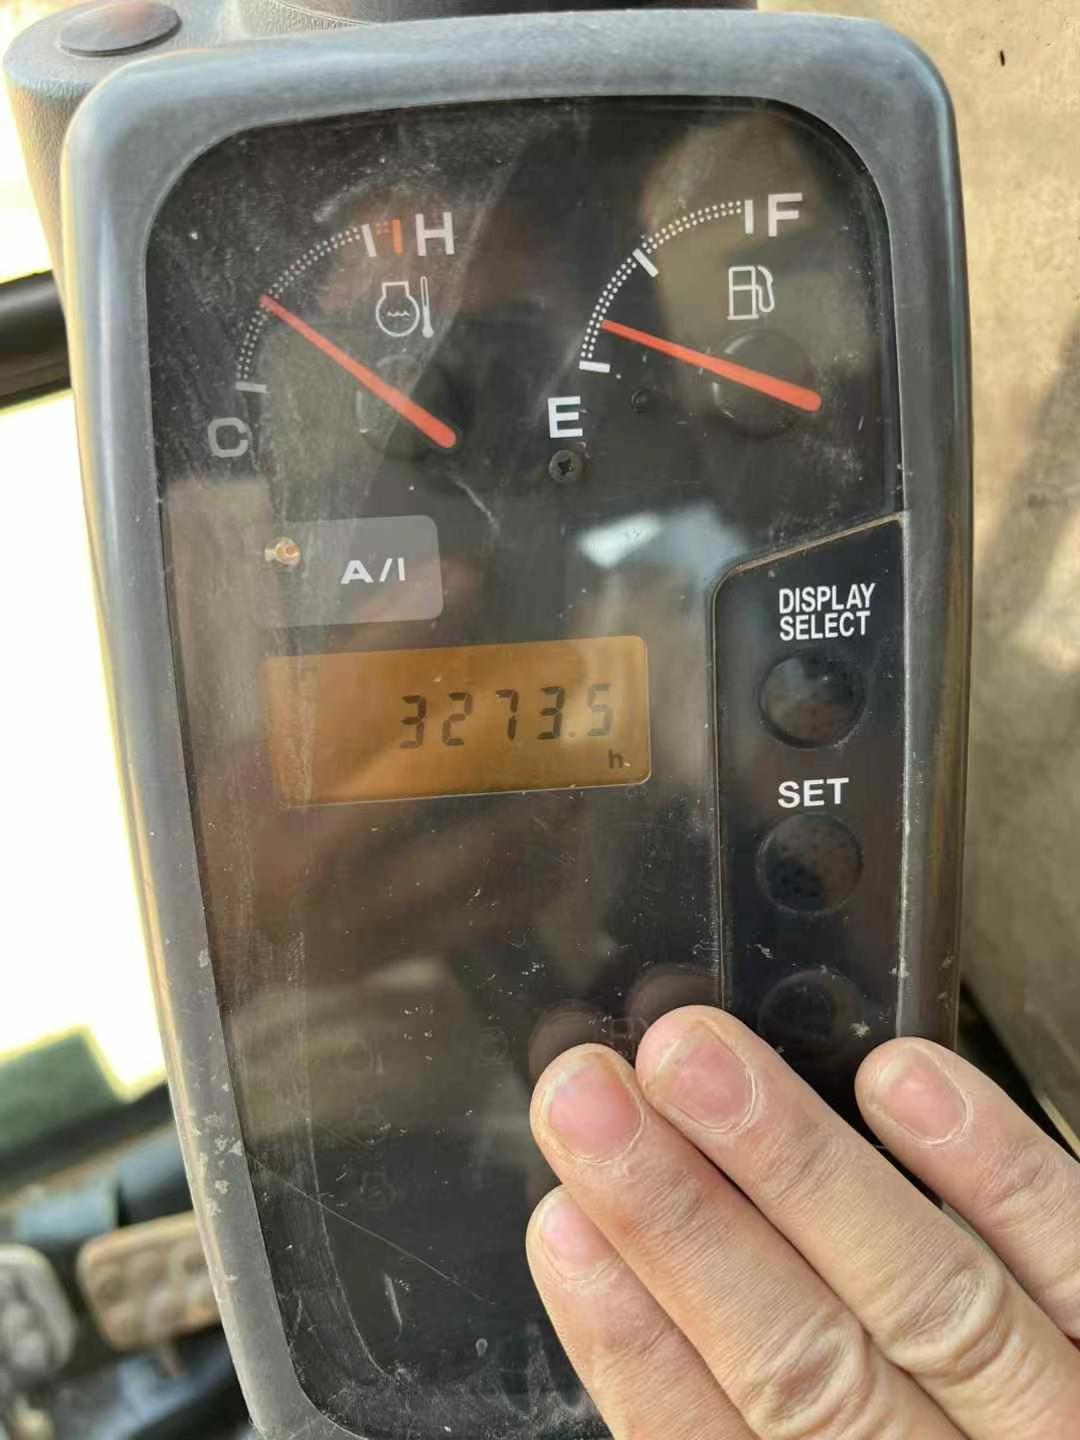 H
F
C
E
A/I
DISPLAY
SELECT
3273.5
h
SET